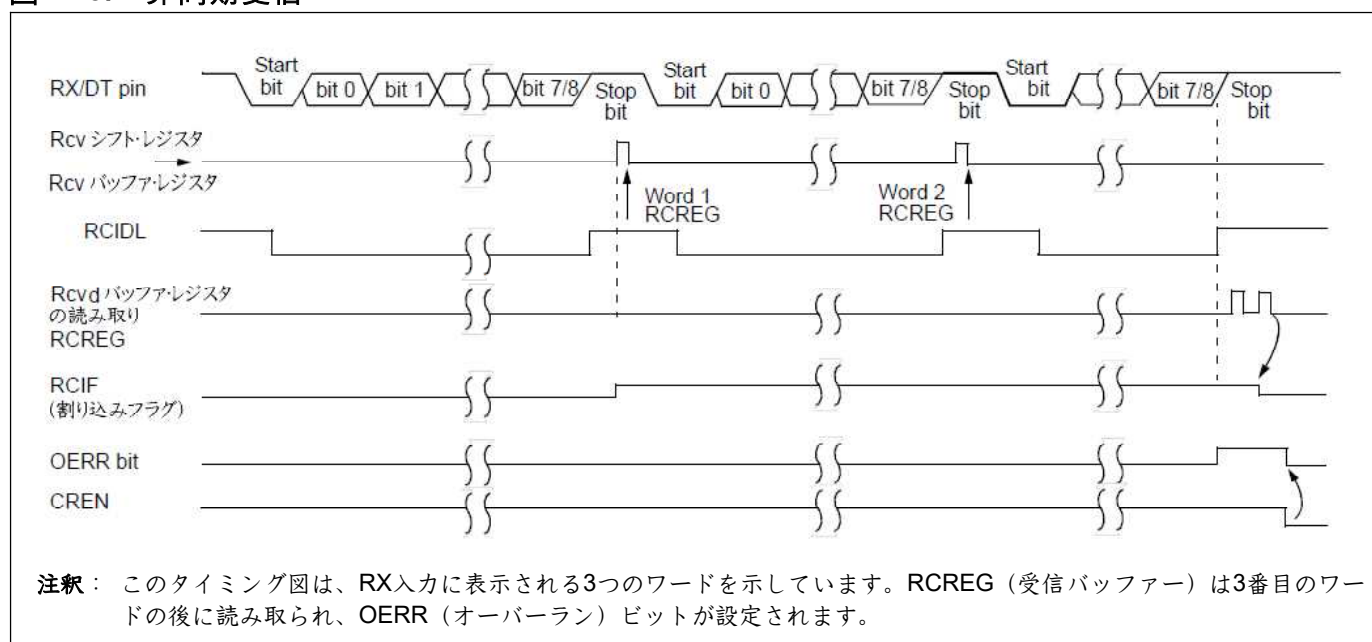 RX/DT pin
Start bit
bit 0
bit 1
bit 7/8
Stop bit
Start bit
bit 0
bit 7/8
Stop bit
Start bit
bit 7/8
Stop bit
Rcv シフト・レジスタ
Rcv バッファ・レジスタ
Word 1
RCREG
Word 2
RCREG
RCIDL
Rcvd バッファ・レジスタ
の読み取り
RCREG
RCIF
(割り込みフラグ)
OERR bit
CREN
注釈： このタイミング図は、RX入力に表示される3つのワードを示しています。RCREG（受信バッファー）は3番目のワー
ドの後に読み取られ、OERR（オーバーラン）ビットが設定されます。